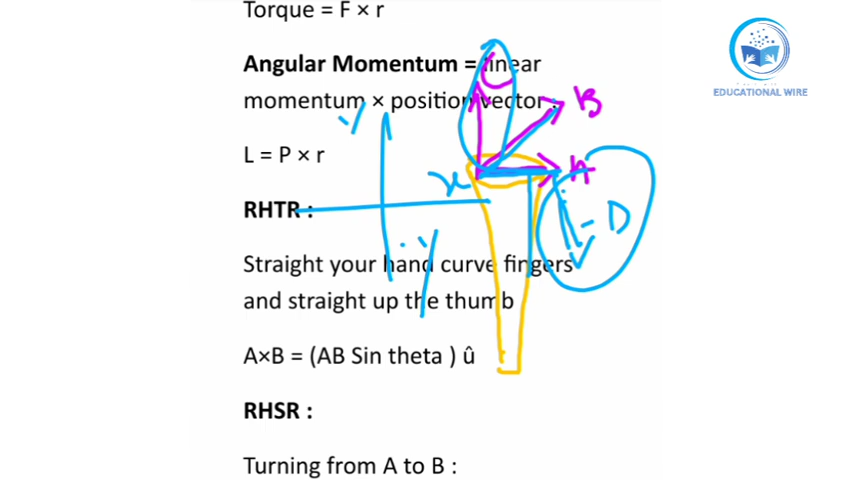 Torque = F × r
EDUCATIONAL WIRE
Angular Momentum = linear
momentum × position vector :
B
y
L = P × r
A
x
RHTR :
- D
-y
Straight your hand curve fingers
and straight up the thumb
A×B = (AB Sin theta ) û
RHSR :
Turning from A to B :